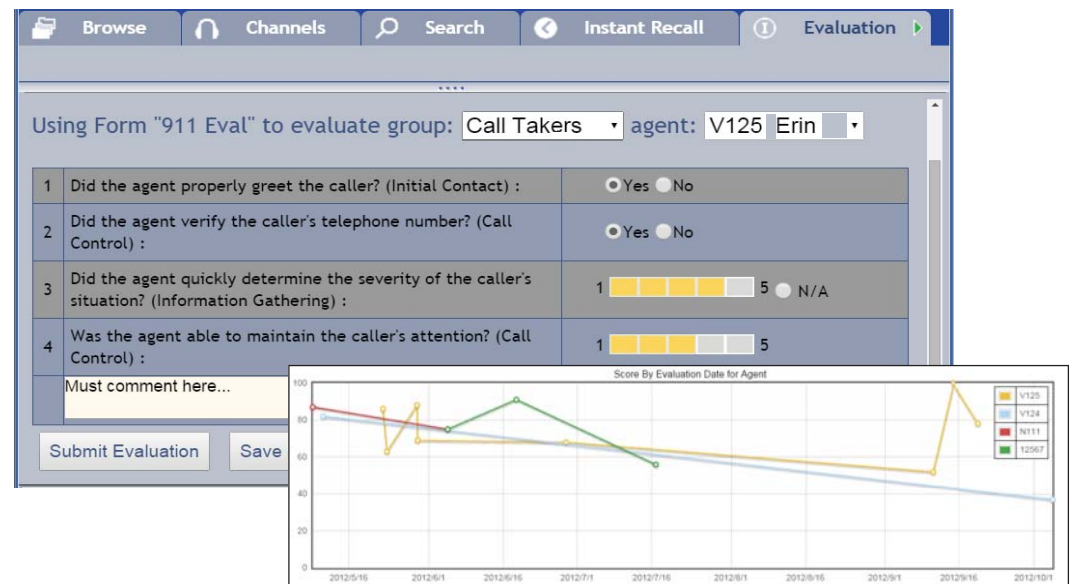 Browse Channels Search Instant Recall Evaluation
Using Form "911 Eval" to evaluate group: Call Takers agent: V125 Erin
1 Did the agent properly greet the caller? (Initial Contact) : Yes No
2 Did the agent verify the caller's telephone number? (Call
Control) : Yes No
3 Did the agent quickly determine the severity of the caller's
situation? (Information Gathering) : 1 5 N/A
4 Was the agent able to maintain the caller's attention? (Call
Control) : 1 5
Must comment here...
Submit Evaluation Save
Score By Evaluation Date for Agent
100
80
60
40
20
0
V125
V124
N111
12567
2012/5/16 2012/6/1 2012/6/16 2012/7/1 2012/7/16 2012/8/1 2012/8/16 2012/9/1 2012/9/16 2012/10/1